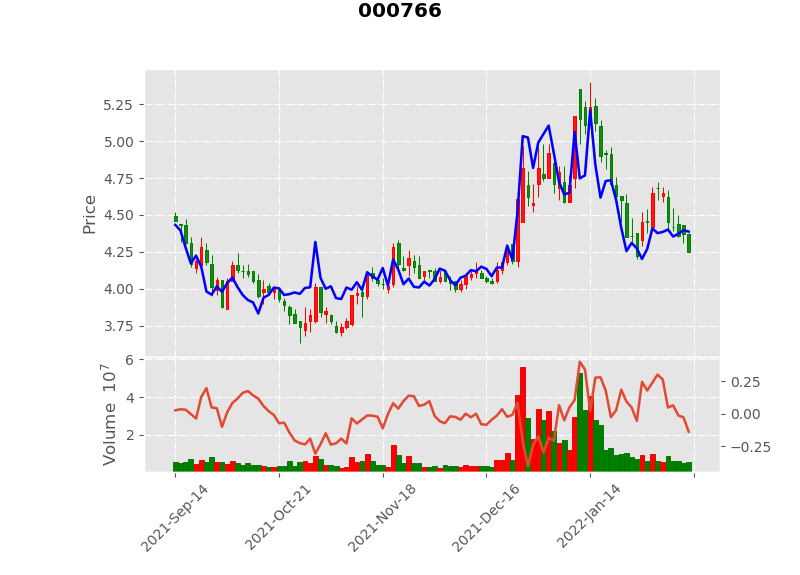 000766
Price
5.25
5.00
4.75
4.50
4.25
4.00
3.75
Volume 10^7
6
4
2
0.25
0.00
−0.25
2021-Sep-14
2021-Oct-21
2021-Nov-18
2021-Dec-16
2022-Jan-14